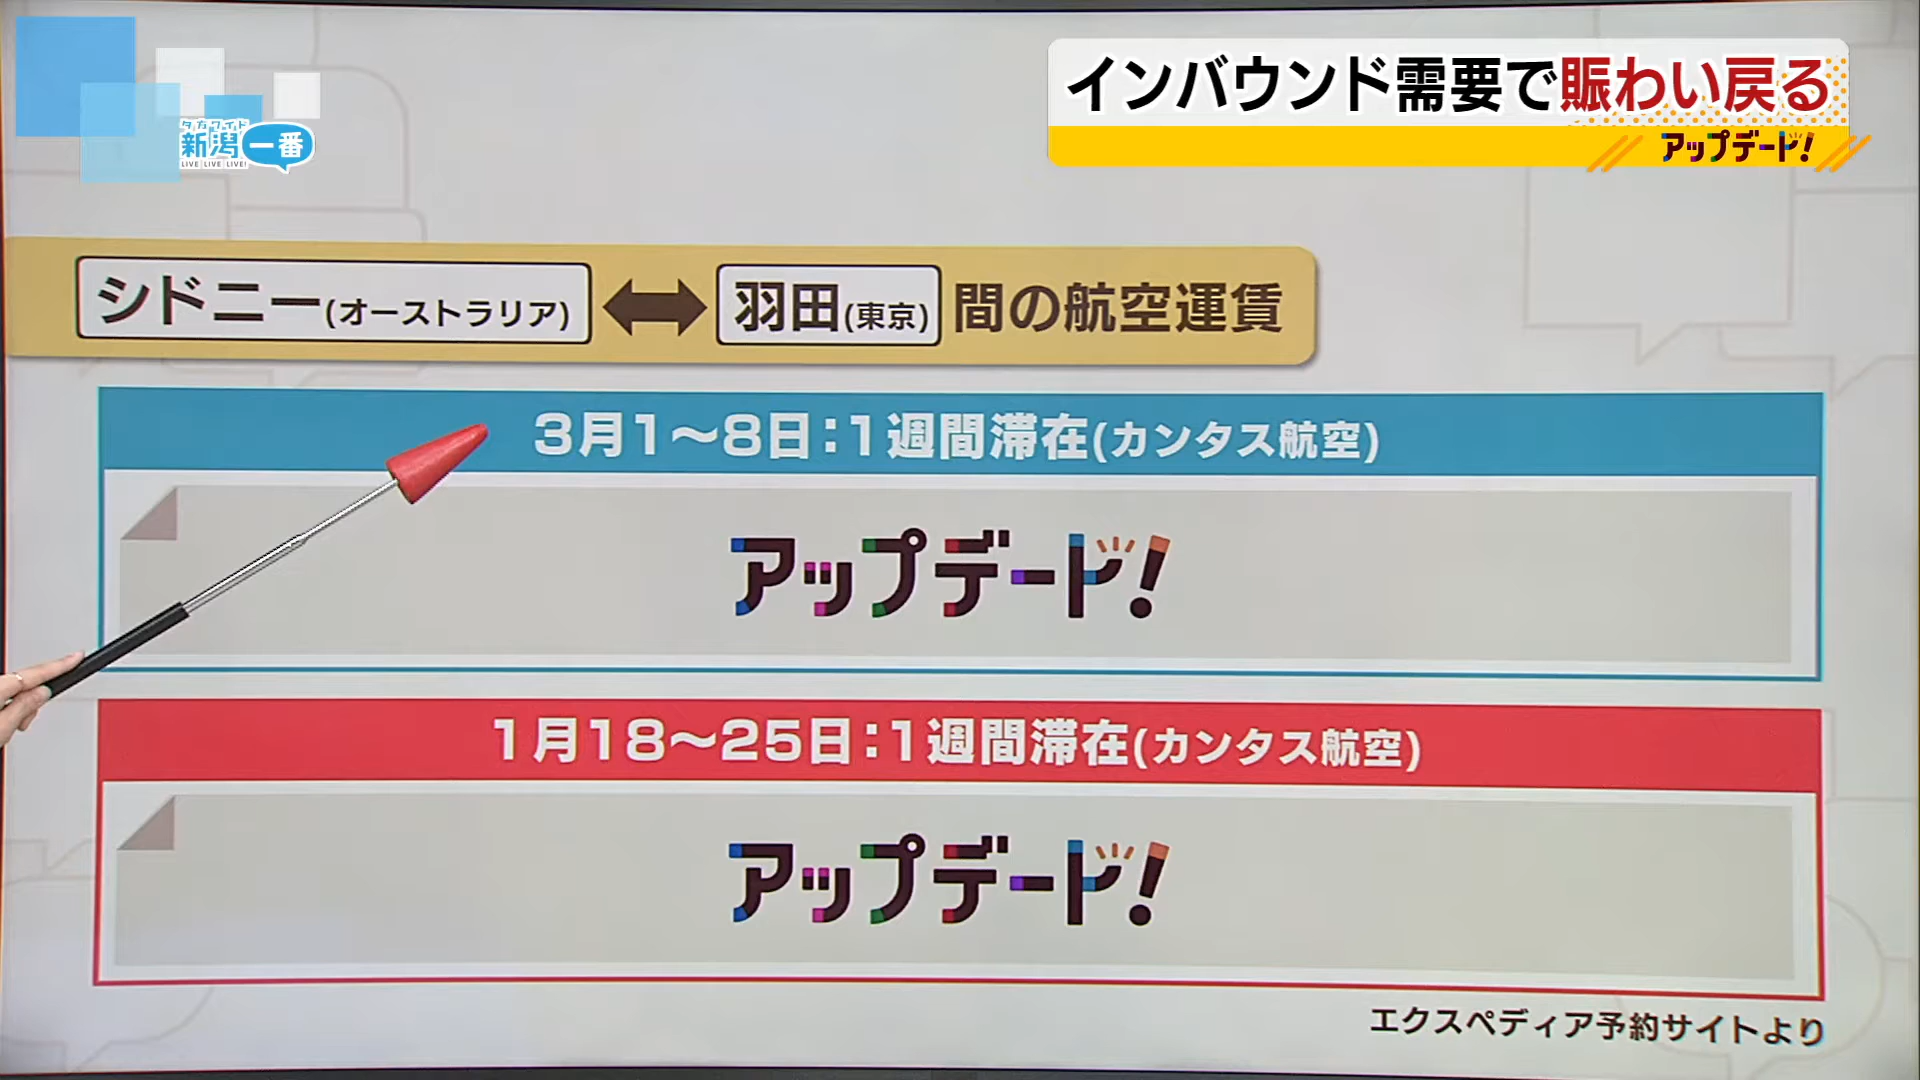 夕方ワイド
新潟一番
LIVE LIVE LIVE!
インバウンド需要で賑わい戻る
アップデート!
シドニー(オーストラリア) 羽田(東京) 間の航空運賃
3月1～8日:1週間滞在(カンタス航空)
アップデート!
1月18～25日:1週間滞在(カンタス航空)
アップデート!
エクスペディア予約サイトより